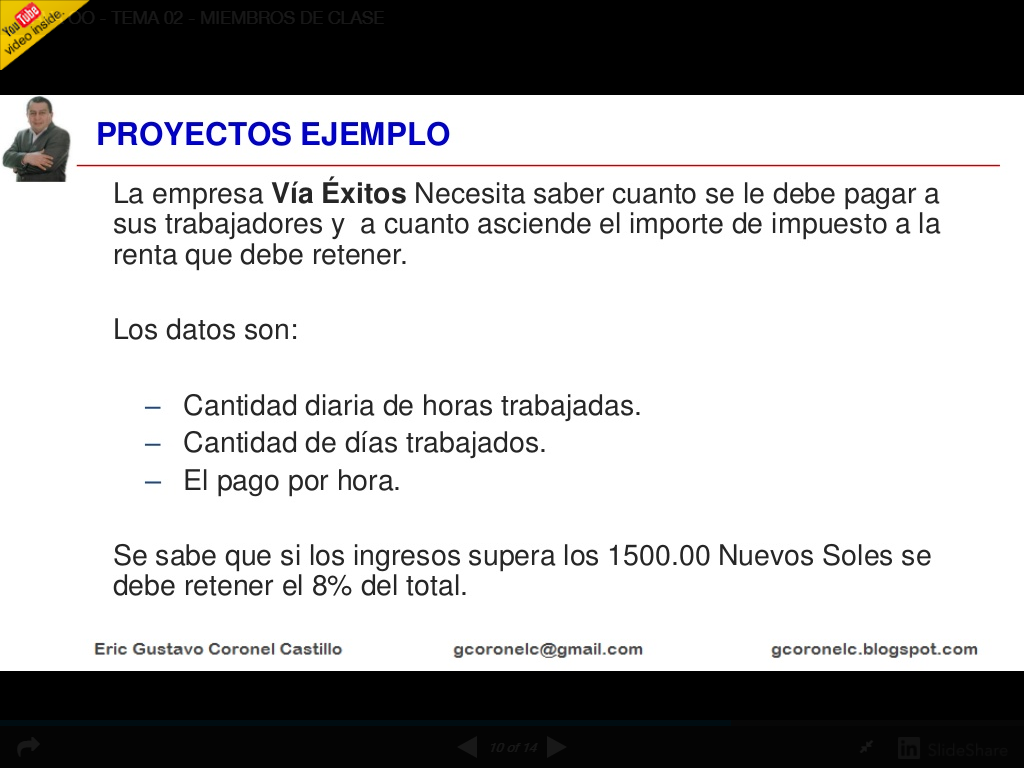 You Tube
video inside.
OO - TEMA 02 - MIEMBROS DE CLASE
PROYECTOS EJEMPLO
La empresa Vía Éxitos Necesita saber cuanto se le debe pagar a
sus trabajadores y a cuanto asciende el importe de impuesto a la
renta que debe retener.
Los datos son:
– Cantidad diaria de horas trabajadas.
– Cantidad de días trabajados.
– El pago por hora.
Se sabe que si los ingresos supera los 1500.00 Nuevos Soles se
debe retener el 8% del total.
Eric Gustavo Coronel Castillo gcoronelc@gmail.com gcoronelc.blogspot.com
10 of 14 in SlideShare